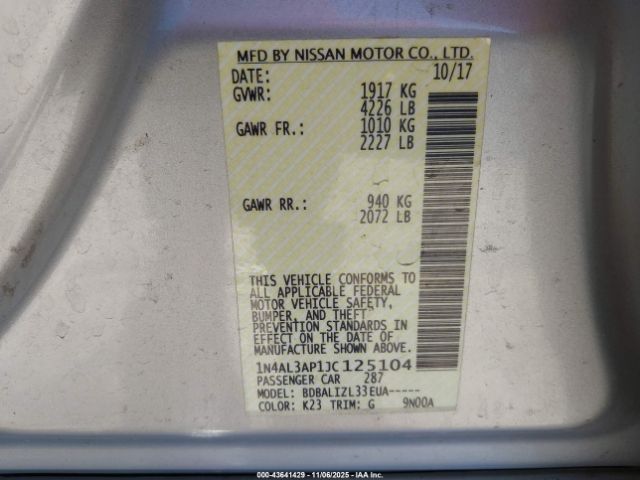 MFD BY NISSAN MOTOR CO., LTD.
DATE: 10/17
GVWR: 1917 KG
4226 LB
GAWR FR.: 1010 KG
2227 LB
GAWR RR.: 940 KG
2072 LB
THIS VEHICLE CONFORMS TO
ALL APPLICABLE FEDERAL
MOTOR VEHICLE SAFETY,
BUMPER, AND THEFT
PREVENTION STANDARDS IN
EFFECT ON THE DATE OF
MANUFACTURE SHOWN ABOVE.
1N4AL3AP1JC125104
PASSENGER CAR 287
MODEL: BDBALIZL33EUA-----
COLOR: K23 TRIM: G 9N00A
000-43641429 - 11/06/2025 - IAA Inc.